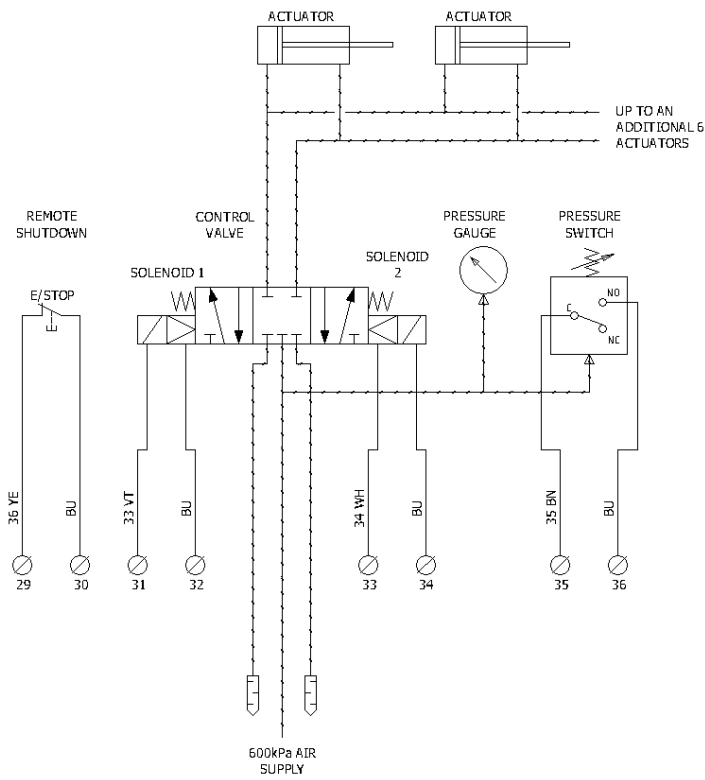 ACTUATOR
ACTUATOR
UP TO AN
ADDITIONAL 6
ACTUATORS
REMOTE
SHUTDOWN
CONTROL
VALVE
PRESSURE
GAUGE
PRESSURE
SWITCH
SOLENOID 1
SOLENOID
2
E/STOP
NO
C
NC
36 YE
BU
33 VT
BU
34 WH
BU
35 BN
BU
29
30
31
32
33
34
35
36
600kPa AIR
SUPPLY